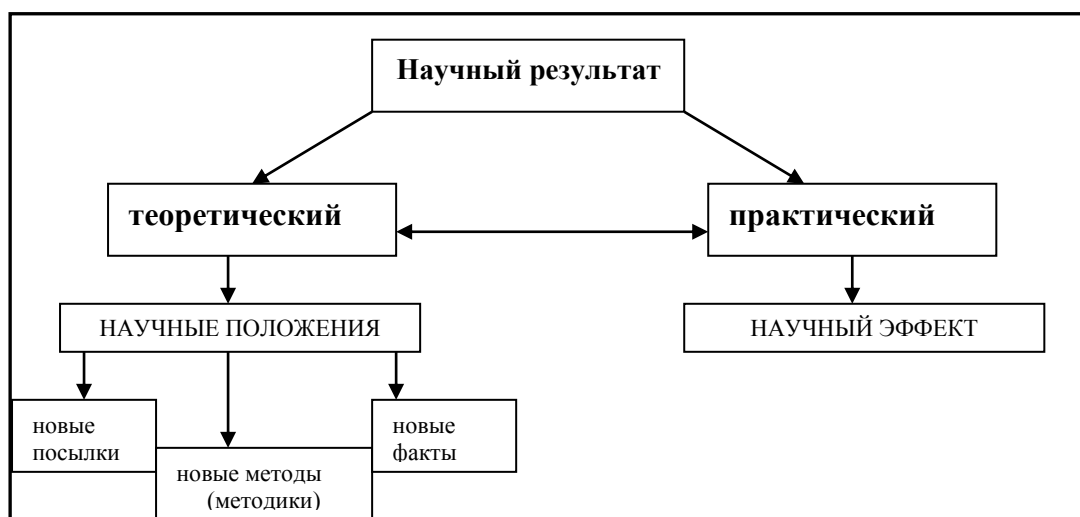 Научный результат
теоретический
практический
НАУЧНЫЕ ПОЛОЖЕНИЯ
НАУЧНЫЙ ЭФФЕКТ
новые
посылки
новые методы
(методики)
новые
факты